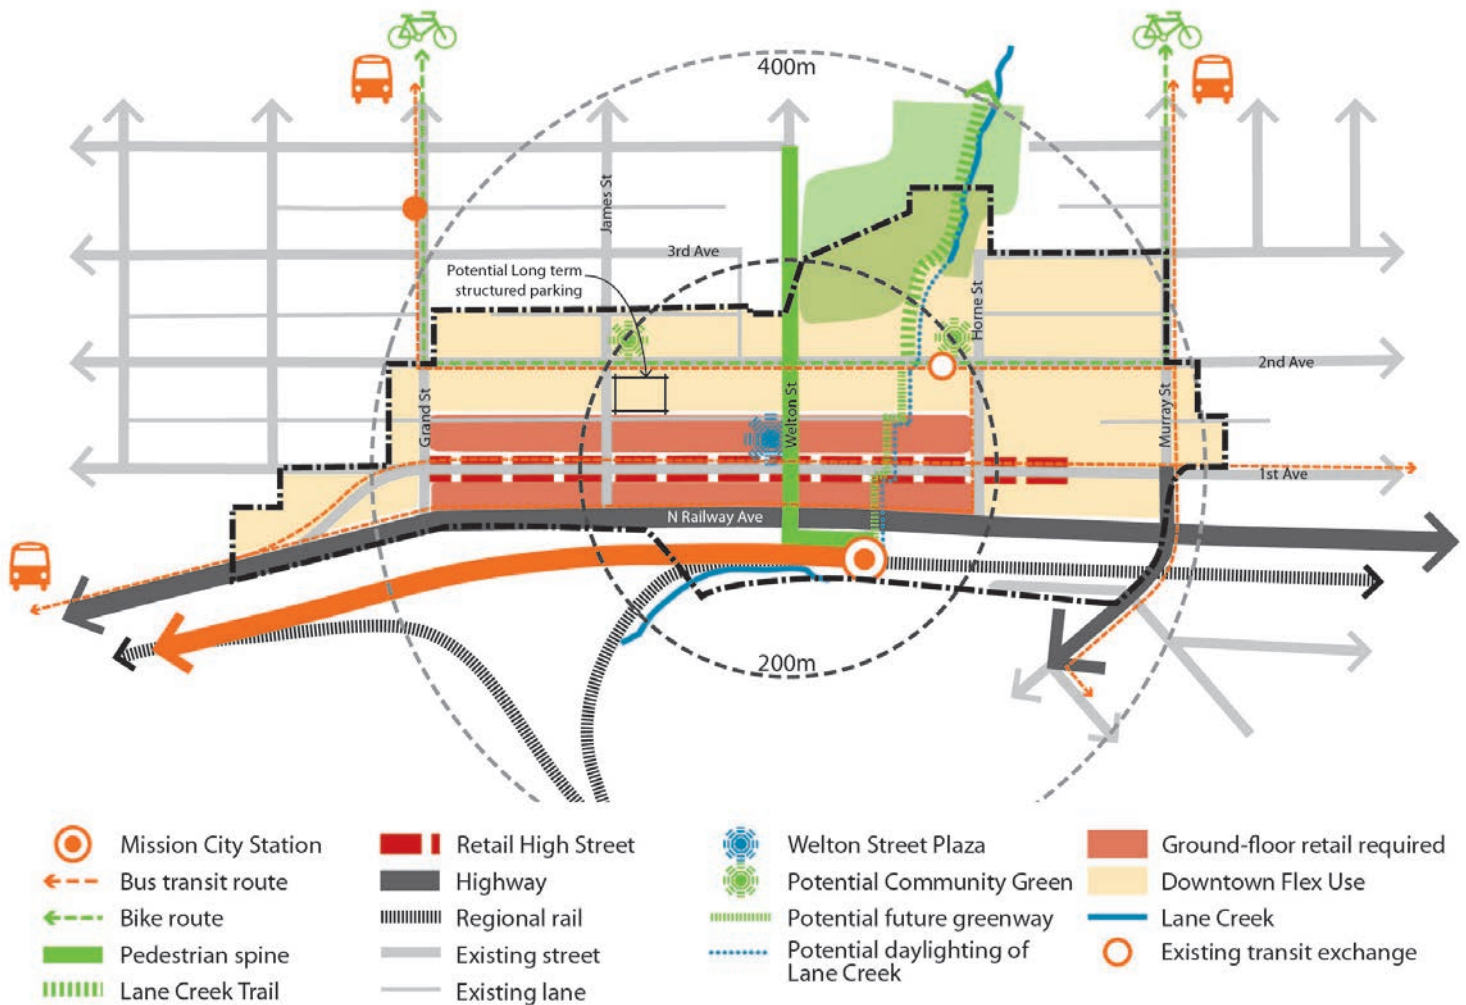 400m
James St
3rd Ave
Potential Long term
structured parking
Horne St
2nd Ave
Grand St
Welton St
Murray St
1st Ave
N Railway Ave
200m
Mission City Station
Bus transit route
Bike route
Pedestrian spine
Lane Creek Trail
Retail High Street
Highway
Regional rail
Existing street
Existing lane
Welton Street Plaza
Potential Community Green
Potential future greenway
Potential daylighting of
Lane Creek
Ground-floor retail required
Downtown Flex Use
Lane Creek
Existing transit exchange